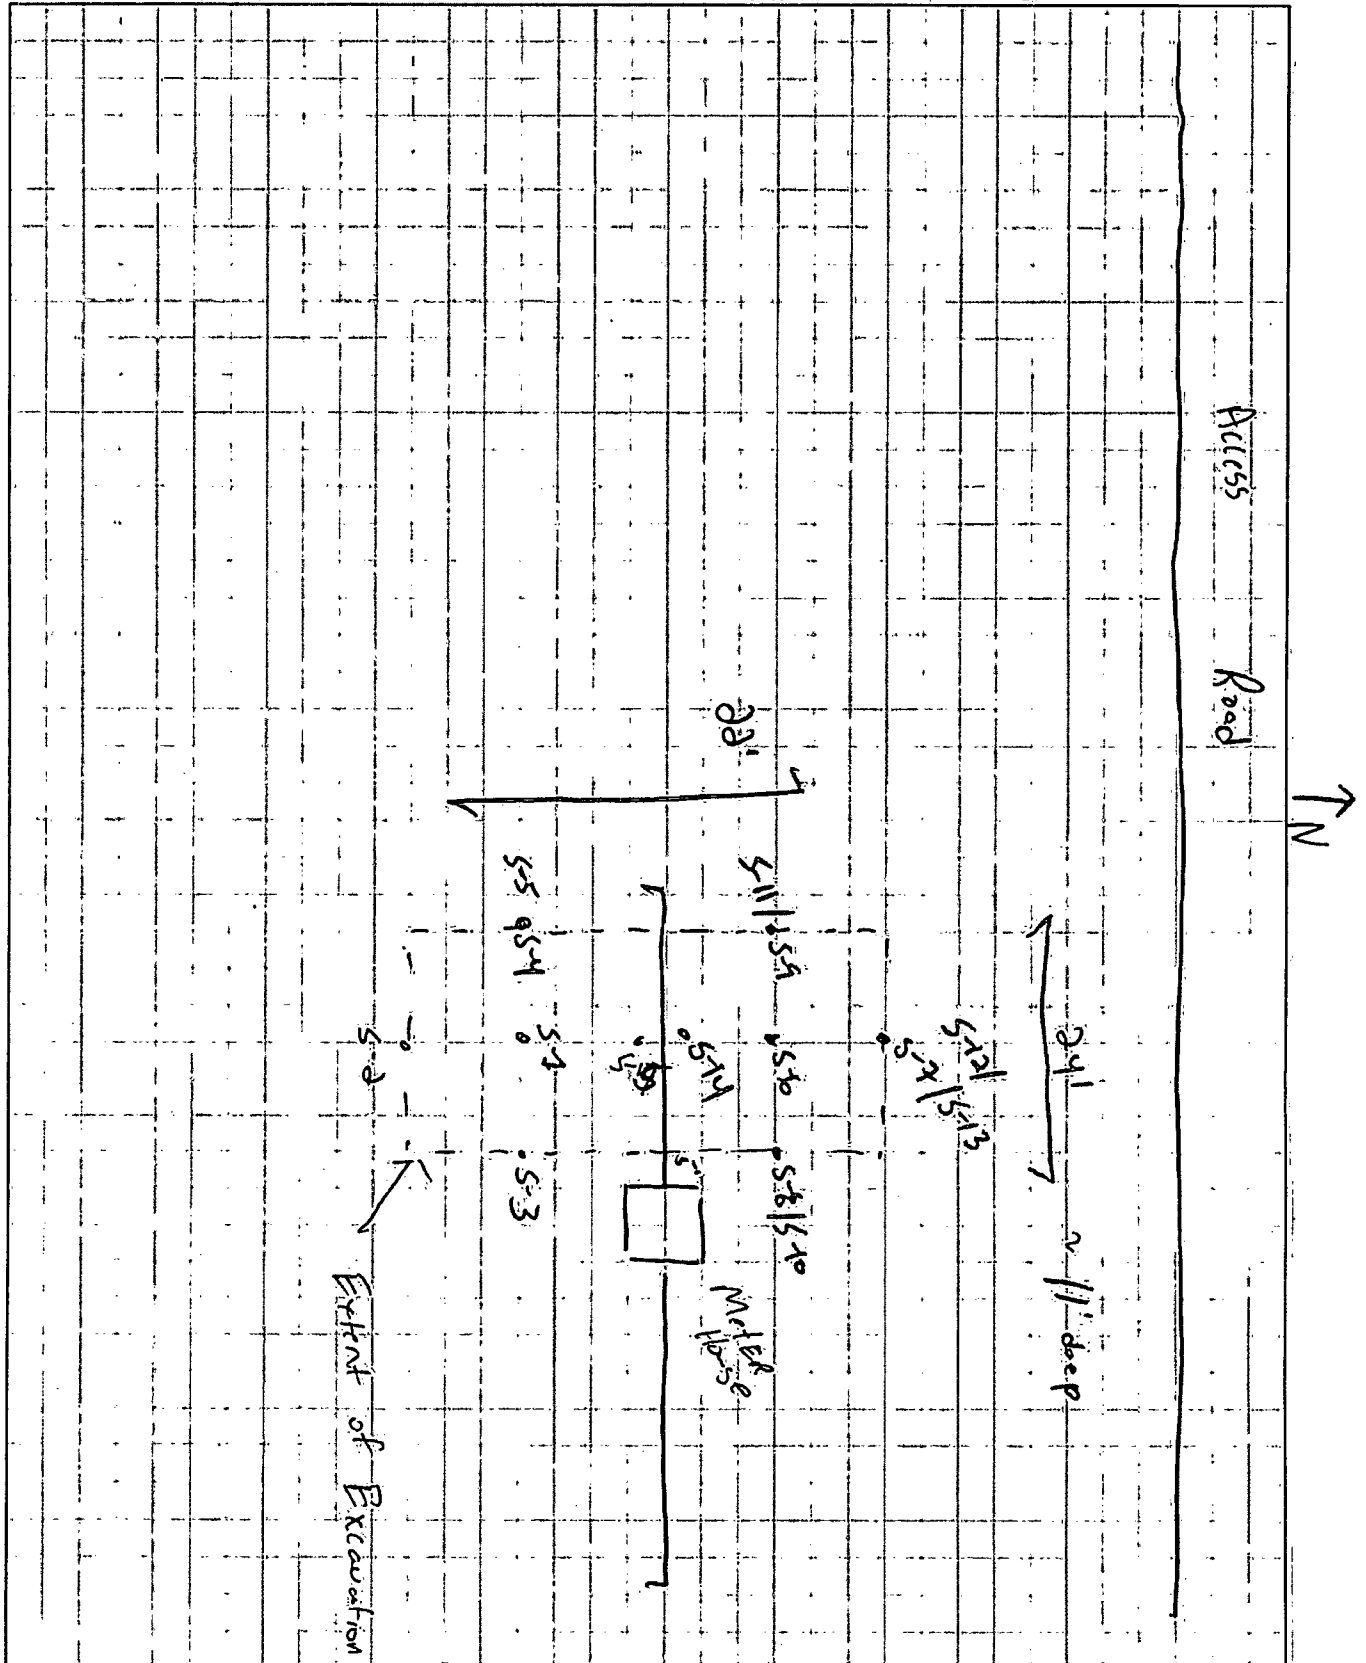 N
Access Road
24'
~11' deep
S-12/
S-7/S-13
S-11/S-9
S-6
S-8/S-10
22'
S-14
Meter
House
S-5
S-4
S-1
S-3
S-2
Extent of Excavation